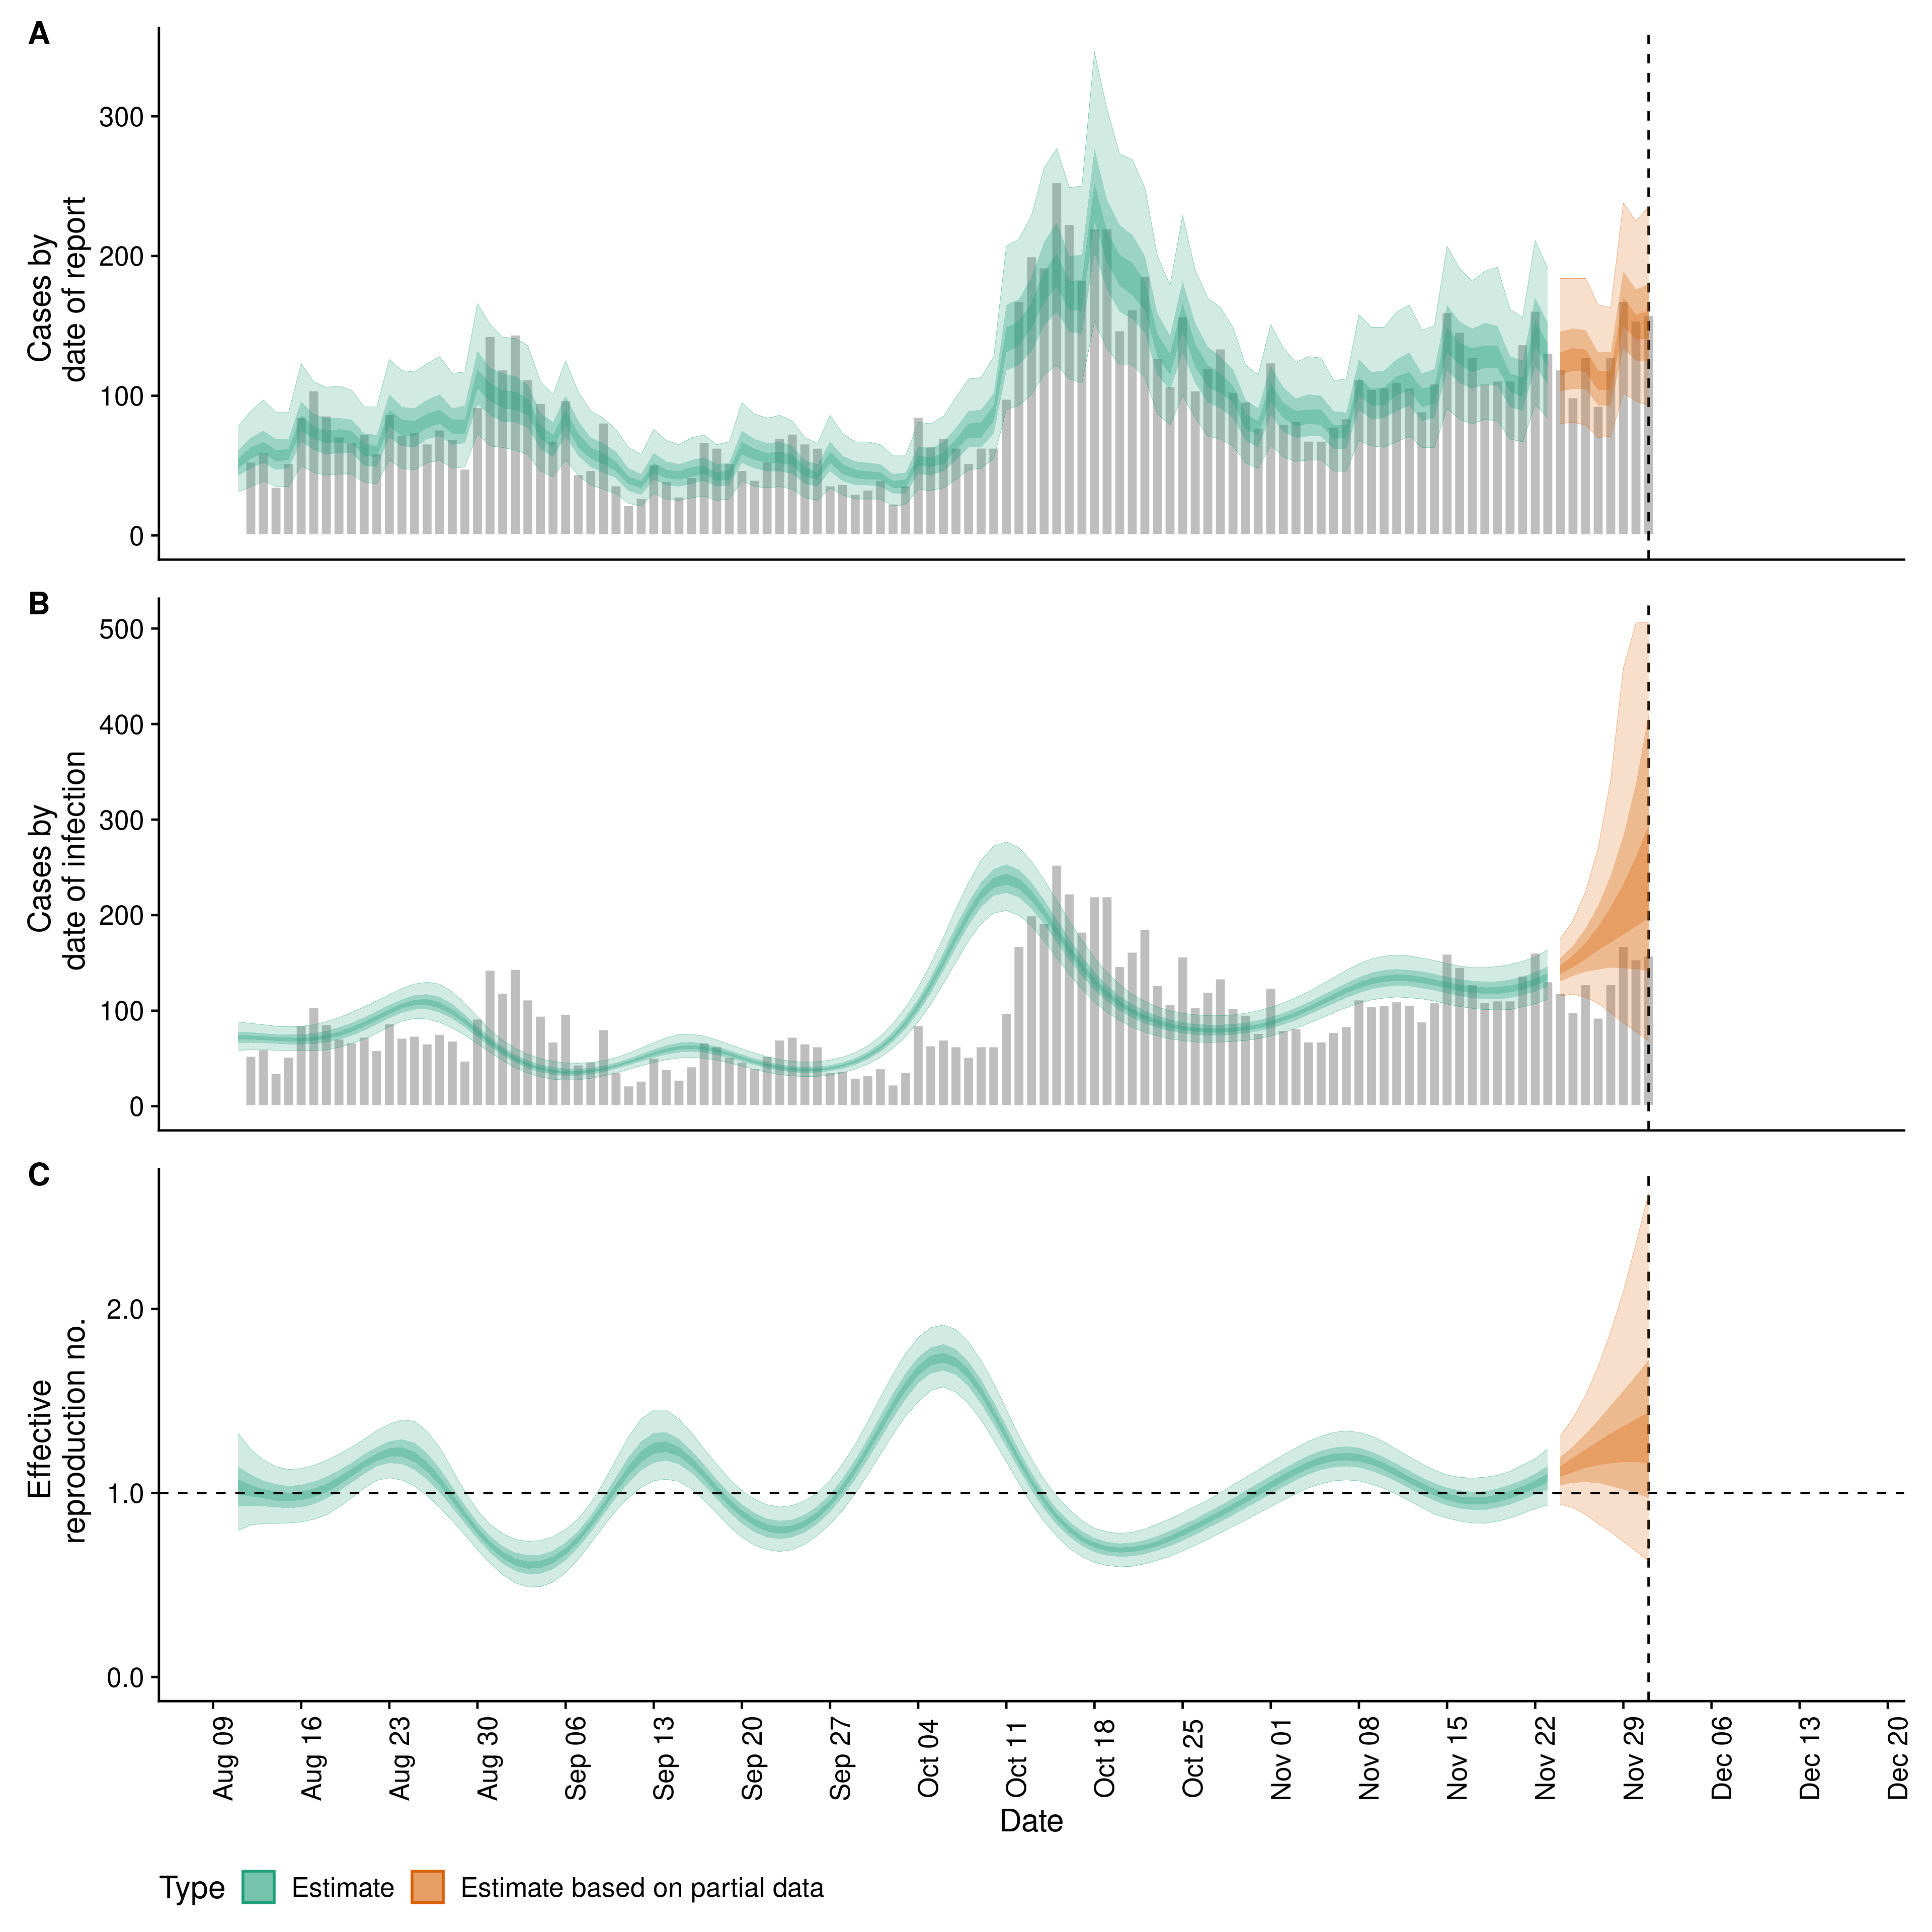 A
Cases by
date of report
300
200
100
0
B
Cases by
date of infection
500
400
300
200
100
0
C
Effective
reproduction no.
2.0
1.0
0.0
Aug 09
Aug 16
Aug 23
Aug 30
Sep 06
Sep 13
Sep 20
Sep 27
Oct 04
Oct 11
Oct 18
Oct 25
Nov 01
Nov 08
Nov 15
Nov 22
Nov 29
Dec 06
Dec 13
Dec 20
Date
Type Estimate Estimate based on partial data